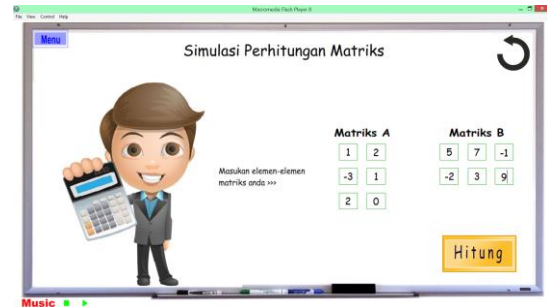 Macromedia Flash Player 8
File View Control Help
Menu
Simulasi Perhitungan Matriks
Matriks A
Matriks B
1 2
5 7 -1
Masukan elemen-elemen
matriks anda >>>
-3 1
-2 3 9
2 0
Hitung
Music